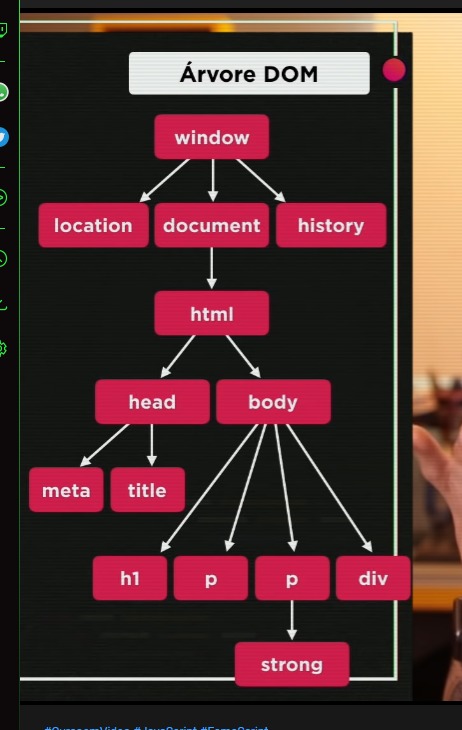 Árvore DOM
window
location document history
html
head body
meta title
h1 p p div
strong
#CursoemVideo #JavaScript #EcmaScript